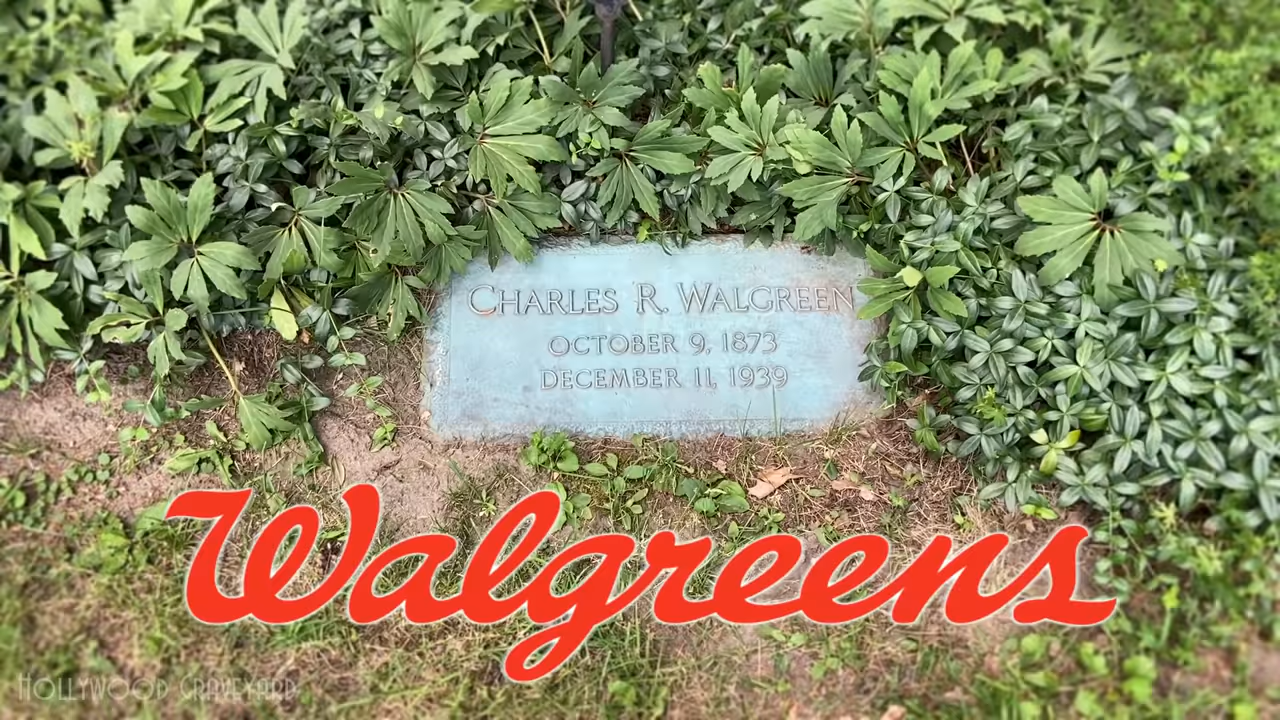 CHARLES R. WALGREEN
OCTOBER 9, 1873
DECEMBER 11, 1939
Walgreens
HOLLYWOOD GRAVEYARD